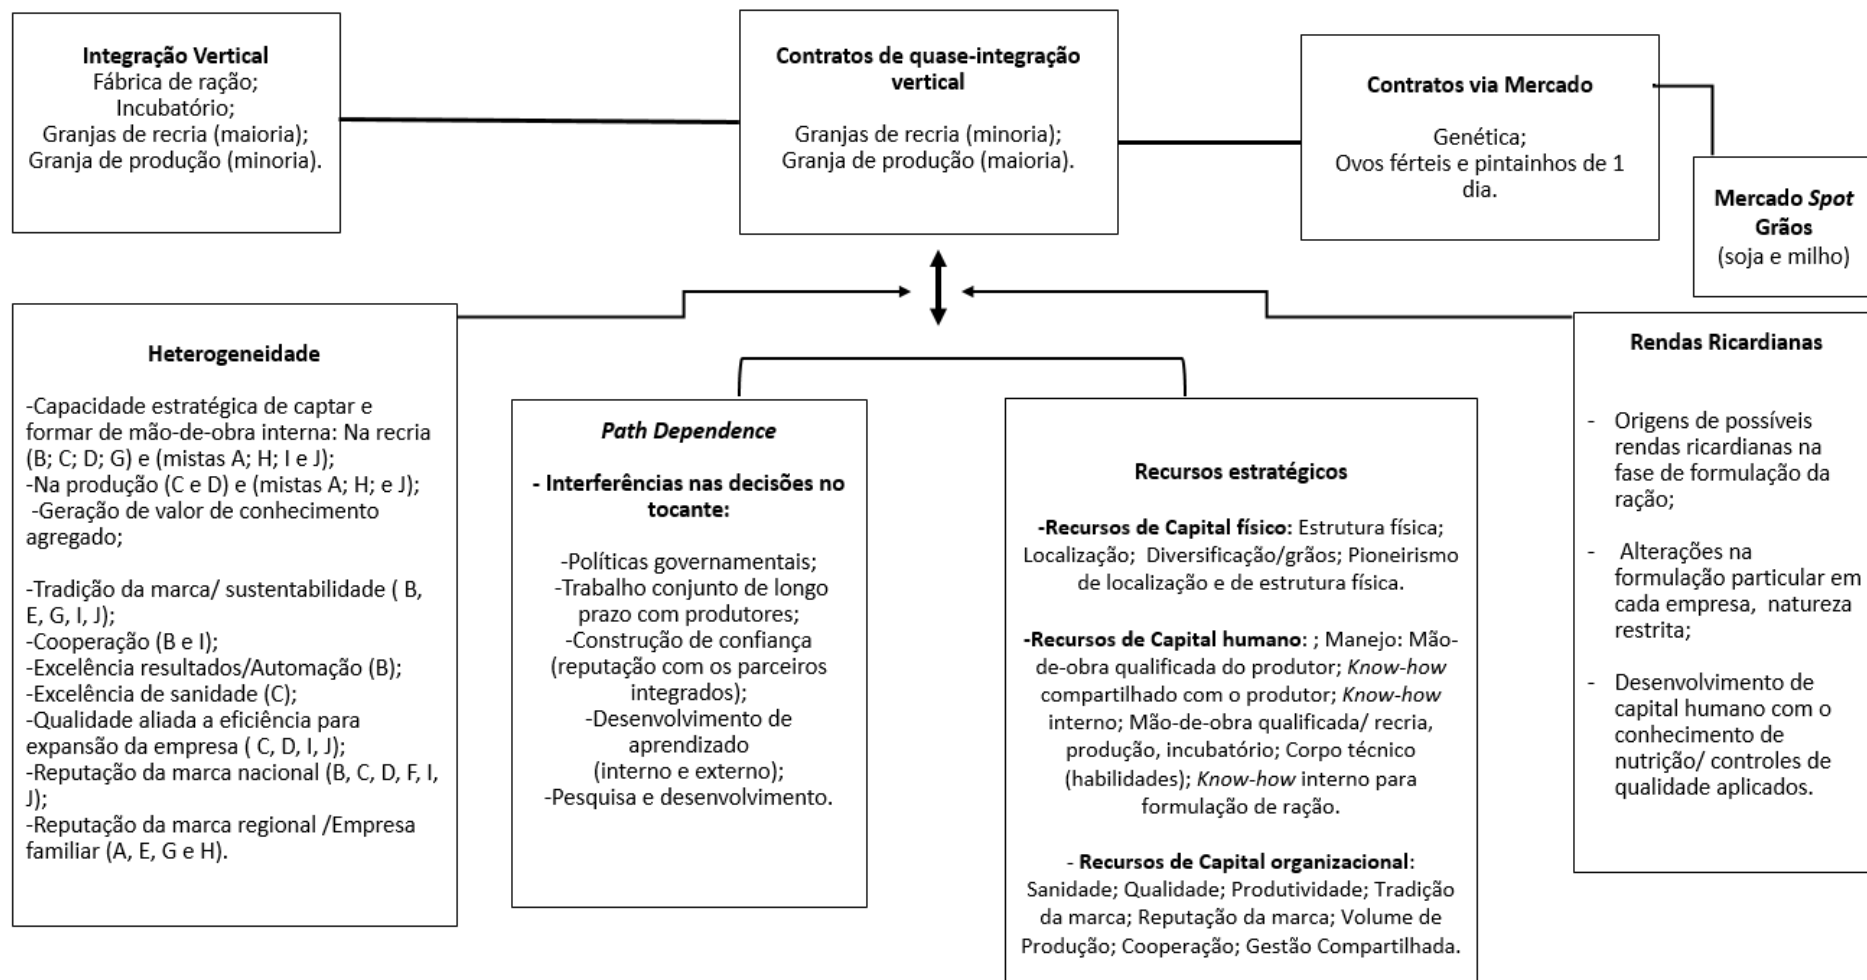 Integração Vertical
Fábrica de ração;
Incubatório;
Granjas de recria (maioria);
Granja de produção (minoria).
Contratos de quase-integração
vertical
Granjas de recria (minoria);
Granja de produção (maioria).
Contratos via Mercado
Genética;
Ovos férteis e pintainhos de 1
dia.
Mercado Spot
Grãos
(soja e milho)
Heterogeneidade
-Capacidade estratégica de captar e
formar de mão-de-obra interna: Na recria
(B; C; D; G) e (mistas A; H; I e J);
-Na produção (C e D) e (mistas A; H; e J);
-Geração de valor de conhecimento
agregado;
-Tradição da marca/ sustentabilidade ( B,
E, G, I, J);
-Cooperação (B e I);
-Excelência resultados/Automação (B);
-Excelência de sanidade (C);
-Qualidade aliada a eficiência para
expansão da empresa ( C, D, I, J);
-Reputação da marca nacional (B, C, D, F, I,
J);
-Reputação da marca regional /Empresa
familiar (A, E, G e H).
Path Dependence
- Interferências nas decisões no
tocante:
-Políticas governamentais;
-Trabalho conjunto de longo
prazo com produtores;
-Construção de confiança
(reputação com os parceiros
integrados);
-Desenvolvimento de
aprendizado
(interno e externo);
-Pesquisa e desenvolvimento.
Recursos estratégicos
-Recursos de Capital físico: Estrutura física;
Localização; Diversificação/grãos; Pioneirismo
de localização e de estrutura física.
-Recursos de Capital humano: ; Manejo: Mão-
de-obra qualificada do produtor; Know-how
compartilhado com o produtor; Know-how
interno; Mão-de-obra qualificada/ recria,
produção, incubatório; Corpo técnico
(habilidades); Know-how interno para
formulação de ração.
- Recursos de Capital organizacional:
Sanidade; Qualidade; Produtividade; Tradição
da marca; Reputação da marca; Volume de
Produção; Cooperação; Gestão Compartilhada.
Rendas Ricardianas
- Origens de possíveis
rendas ricardianas na
fase de formulação da
ração;
- Alterações na
formulação particular em
cada empresa, natureza
restrita;
- Desenvolvimento de
capital humano com o
conhecimento de
nutrição/ controles de
qualidade aplicados.